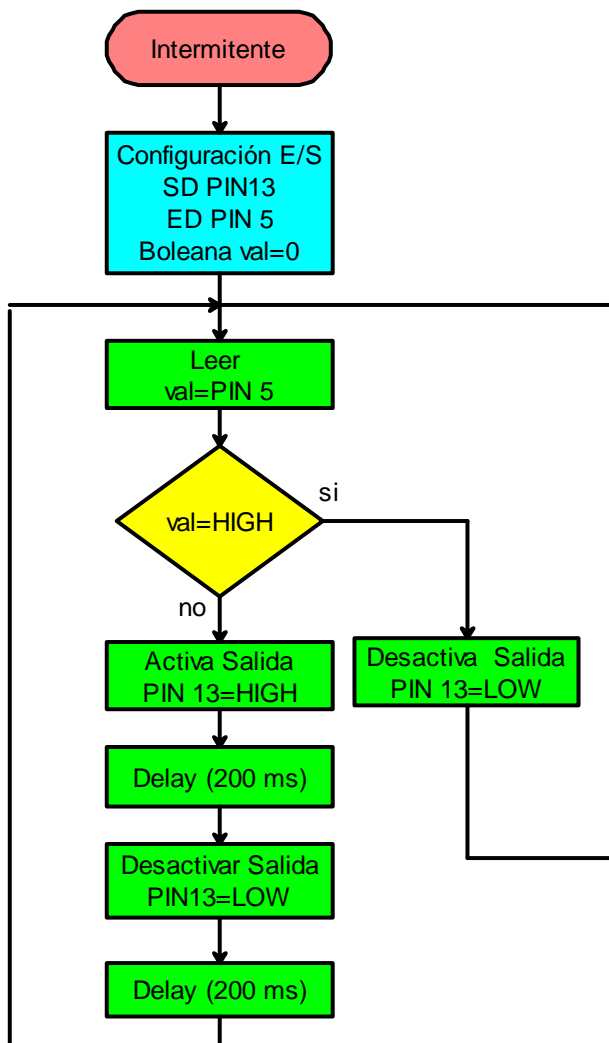 Intermitente
Configuración E/S
SD PIN13
ED PIN 5
Boleana val=0
Leer
val=PIN 5
val=HIGH
si
no
Activa Salida
PIN 13=HIGH
Desactiva Salida
PIN 13=LOW
Delay (200 ms)
Desactivar Salida
PIN13=LOW
Delay (200 ms)